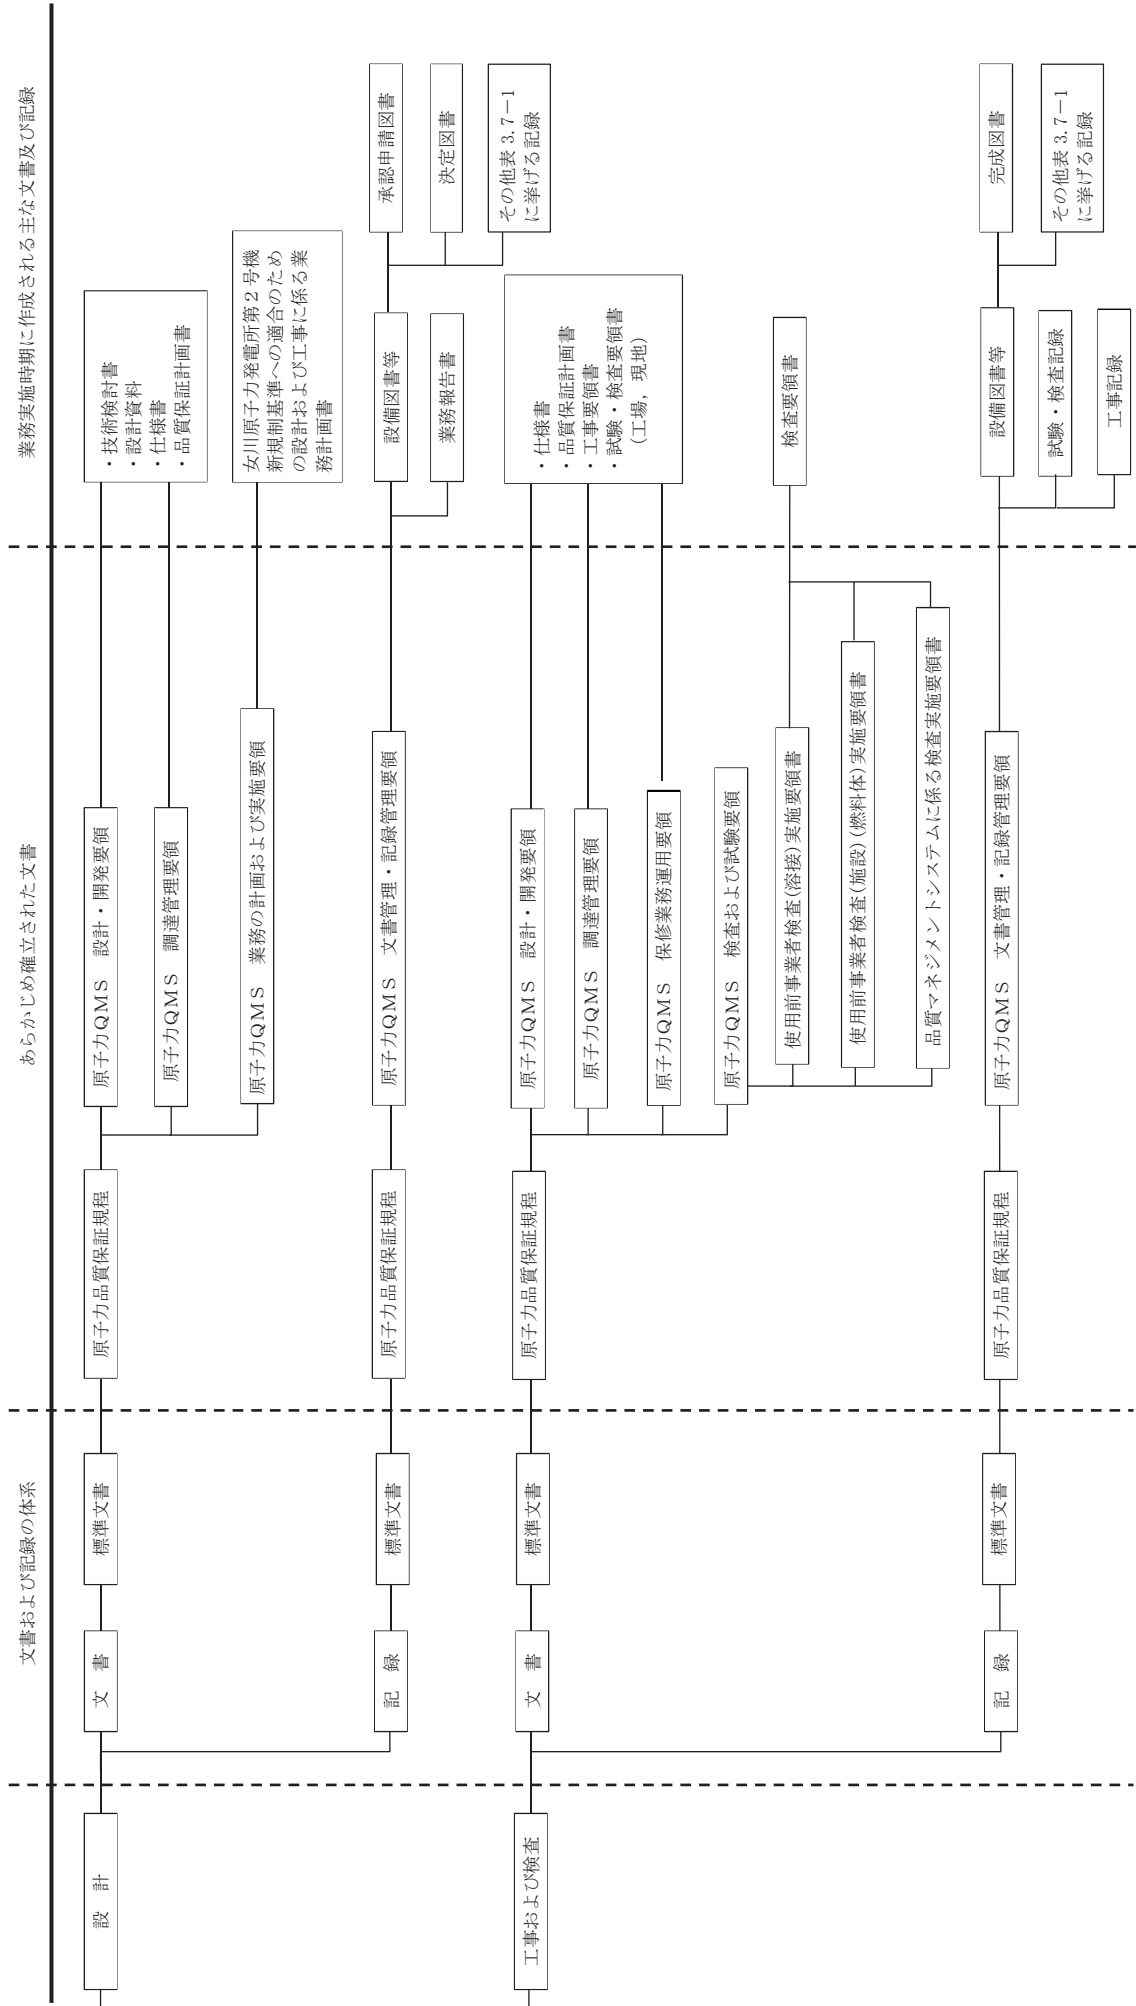 文書および記録の体系
あらかじめ確立された文書
業務実施時期に作成される主な文書及び記録
設　計
文　書
標準文書
原子力品質保証規程
原子力QMS　設計・開発要領
・技術検討書
・設計資料
・仕様書
・品質保証計画書
原子力QMS　調達管理要領
原子力QMS　業務の計画および実施要領
女川原子力発電所第２号機
新規制基準への適合のため
の設計および工事に係る業
務計画書
記　録
標準文書
原子力品質保証規程
原子力QMS　文書管理・記録管理要領
設備図書等
承認申請図書
決定図書
その他表 3.7－1
に挙げる記録
業務報告書
工事および検査
文　書
標準文書
原子力品質保証規程
原子力QMS　設計・開発要領
・仕様書
・品質保証計画書
・工事要領書
・試験・検査要領書
（工場，現地）
原子力QMS　調達管理要領
原子力QMS　保修業務運用要領
原子力QMS　検査および試験要領
使用前事業者検査(溶接)実施要領書
検査要領書
使用前事業者検査(施設)(燃料体)実施要領書
品質マネジメントシステムに係る検査実施要領書
記　録
標準文書
原子力品質保証規程
原子力QMS　文書管理・記録管理要領
設備図書等
完成図書
その他表 3.7－1
に挙げる記録
試験・検査記録
工事記録